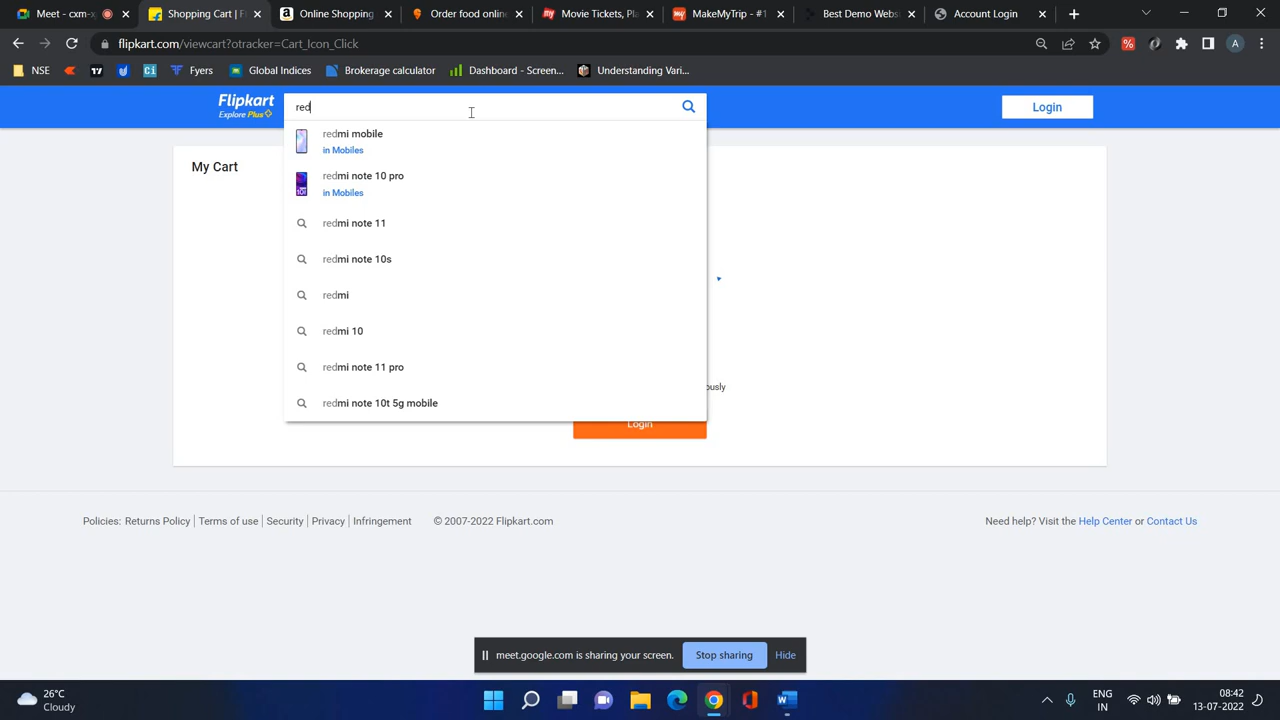 Meet - cxm-x
Shopping Cart | F
Online Shopping
Order food online
Movie Tickets, Pla
MakeMyTrip - #1
Best Demo Websi
Account Login
flipkart.com/viewcart?otracker=Cart_Icon_Click
A
NSE
Fyers
Global Indices
Brokerage calculator
Dashboard - Screen...
Understanding Vari...
Flipkart
Explore Plus
red
Login
My Cart
redmi mobile
in Mobiles
redmi note 10 pro
in Mobiles
redmi note 11
redmi note 10s
redmi
redmi 10
redmi note 11 pro
redmi note 10t 5g mobile
ously
Login
Policies: Returns Policy | Terms of use | Security | Privacy | Infringement
© 2007-2022 Flipkart.com
Need help? Visit the Help Center or Contact Us
meet.google.com is sharing your screen.
Stop sharing
Hide
26°C
Cloudy
ENG
IN
08:42
13-07-2022